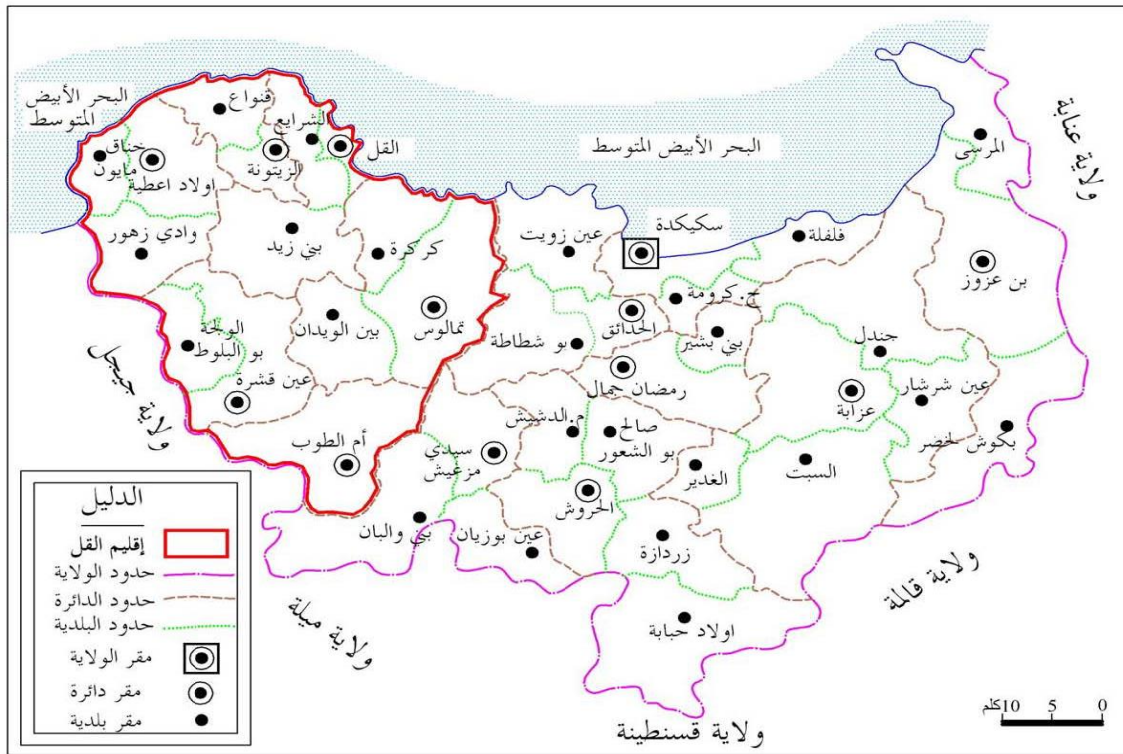 البحر الأبيض
المتوسط
قنواع
الشرايع
القل
خناق
مايون
اولاد اعطية
الزيتونة
البحر الأبيض المتوسط
المرسى
ولاية عنابة
وادي زهور
بني زيد
كركرة
عين زويت
سكيكدة
فلفلة
بن عزوز
ح.كرومة
الولجة
بو البلوط
بين الويدان
تمالوس
بو شطاطة
الحدائق
بني بشير
جندل
عين قشرة
رمضان جمال
عزابة
عين شرشار
ولاية جيجل
أم الطوب
سيدي
مزغيش
م.الدشيش
صالح
بو الشعور
الغدير
السبت
بكوش لخضر
الحروش
بني والبان
عين بوزيان
زردازة
ولاية قالمة
ولاية ميلة
اولاد حبابة
ولاية قسنطينة
الدليل
إقليم القل
حدود الولاية
حدود الدائرة
حدود البلدية
مقر الولاية
مقر دائرة
مقر بلدية
كلم 10 5 0